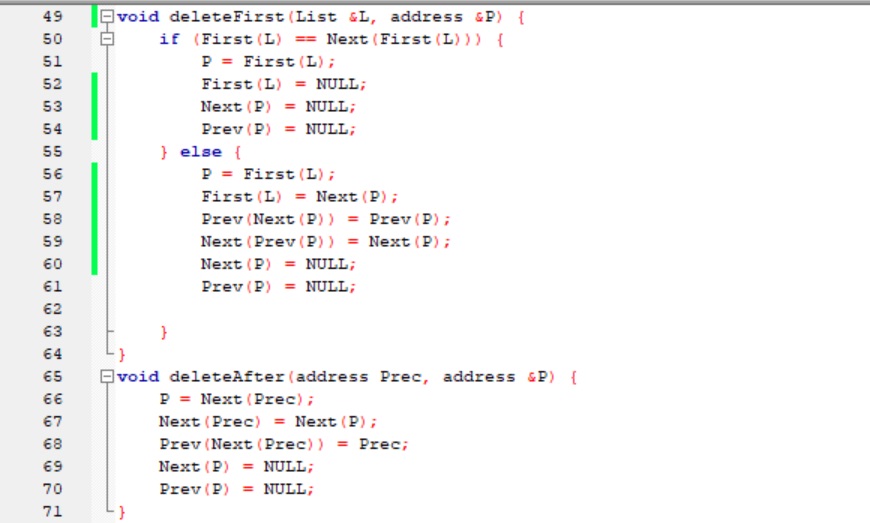 49 void deleteFirst(List &L, address &P) {
50     if (First(L) == Next(First(L))) {
51         P = First(L);
52         First(L) = NULL;
53         Next(P) = NULL;
54         Prev(P) = NULL;
55     } else {
56         P = First(L);
57         First(L) = Next(P);
58         Prev(Next(P)) = Prev(P);
59         Next(Prev(P)) = Next(P);
60         Next(P) = NULL;
61         Prev(P) = NULL;
62
63     }
64 }
65 void deleteAfter(address Prec, address &P) {
66     P = Next(Prec);
67     Next(Prec) = Next(P);
68     Prev(Next(Prec)) = Prec;
69     Next(P) = NULL;
70     Prev(P) = NULL;
71 }